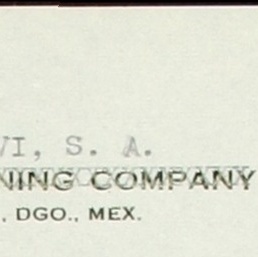 VI, S. A.
NING COMPANY
, DGO., MEX.